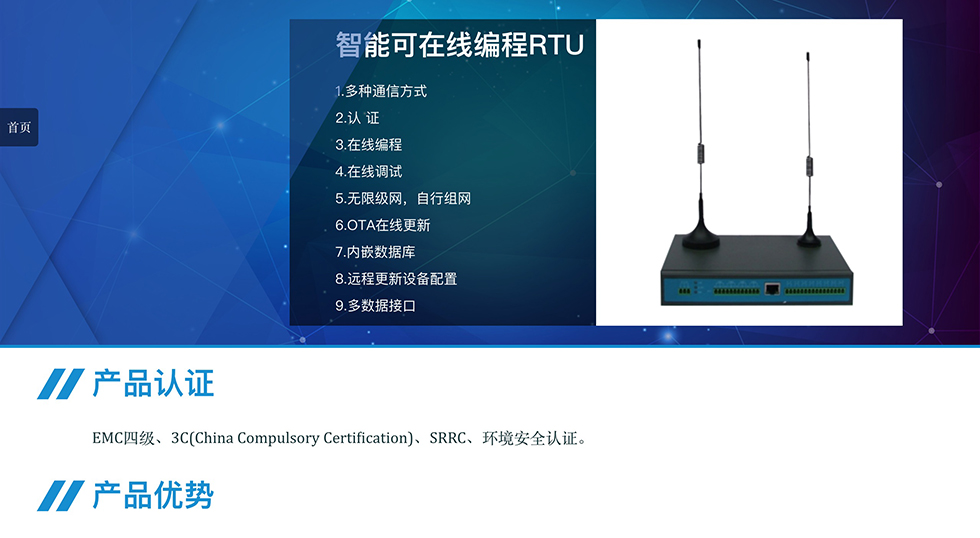 首页
智能可在线编程RTU
1.多种通信方式
2.认 证
3.在线编程
4.在线调试
5.无限级网，自行组网
6.OTA在线更新
7.内嵌数据库
8.远程更新设备配置
9.多数据接口
产品认证
EMC四级、3C(China Compulsory Certification)、SRRC、环境安全认证。
产品优势